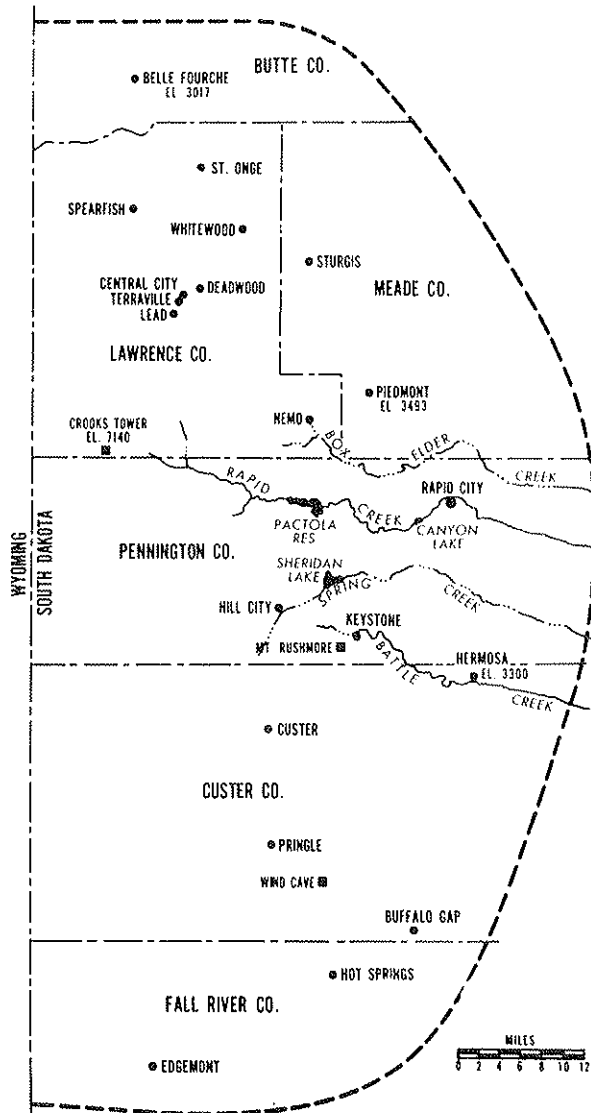 BUTTE CO.
BELLE FOURCHE
EL 3017
ST. ONGE
SPEARFISH
WHITEWOOD
STURGIS
CENTRAL CITY
DEADWOOD
TERRAVILLE
LEAD
MEADE CO.
LAWRENCE CO.
PIEDMONT
EL 3493
NEMO
CROOKS TOWER
EL. 7140
BOX ELDER CREEK
RAPID CREEK
RAPID CITY
PACTOLA
RES
CANYON
LAKE
WYOMING
SOUTH DAKOTA
PENNINGTON CO.
SHERIDAN
LAKE
SPRING CREEK
HILL CITY
KEYSTONE
MT RUSHMORE
BATTLE CREEK
HERMOSA
EL. 3300
CUSTER
CUSTER CO.
PRINGLE
WIND CAVE
BUFFALO GAP
HOT SPRINGS
FALL RIVER CO.
EDGEMONT
MILES
0 2 4 6 8 10 12